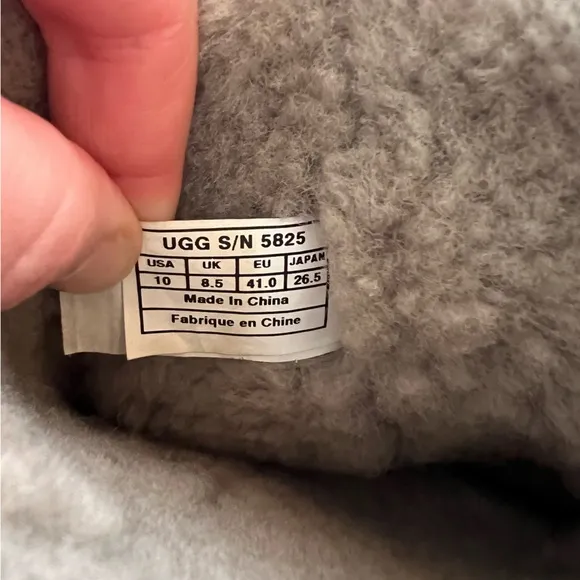 UGG S/N 5825
USA UK EU JAPAN
10 8.5 41.0 26.5
Made In China
Fabrique en Chine